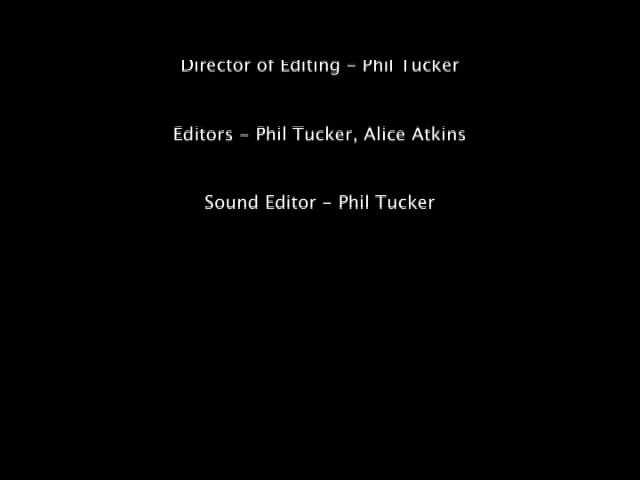 Director of Editing – Phil Tucker
Editors – Phil Tucker, Alice Atkins
Sound Editor – Phil Tucker